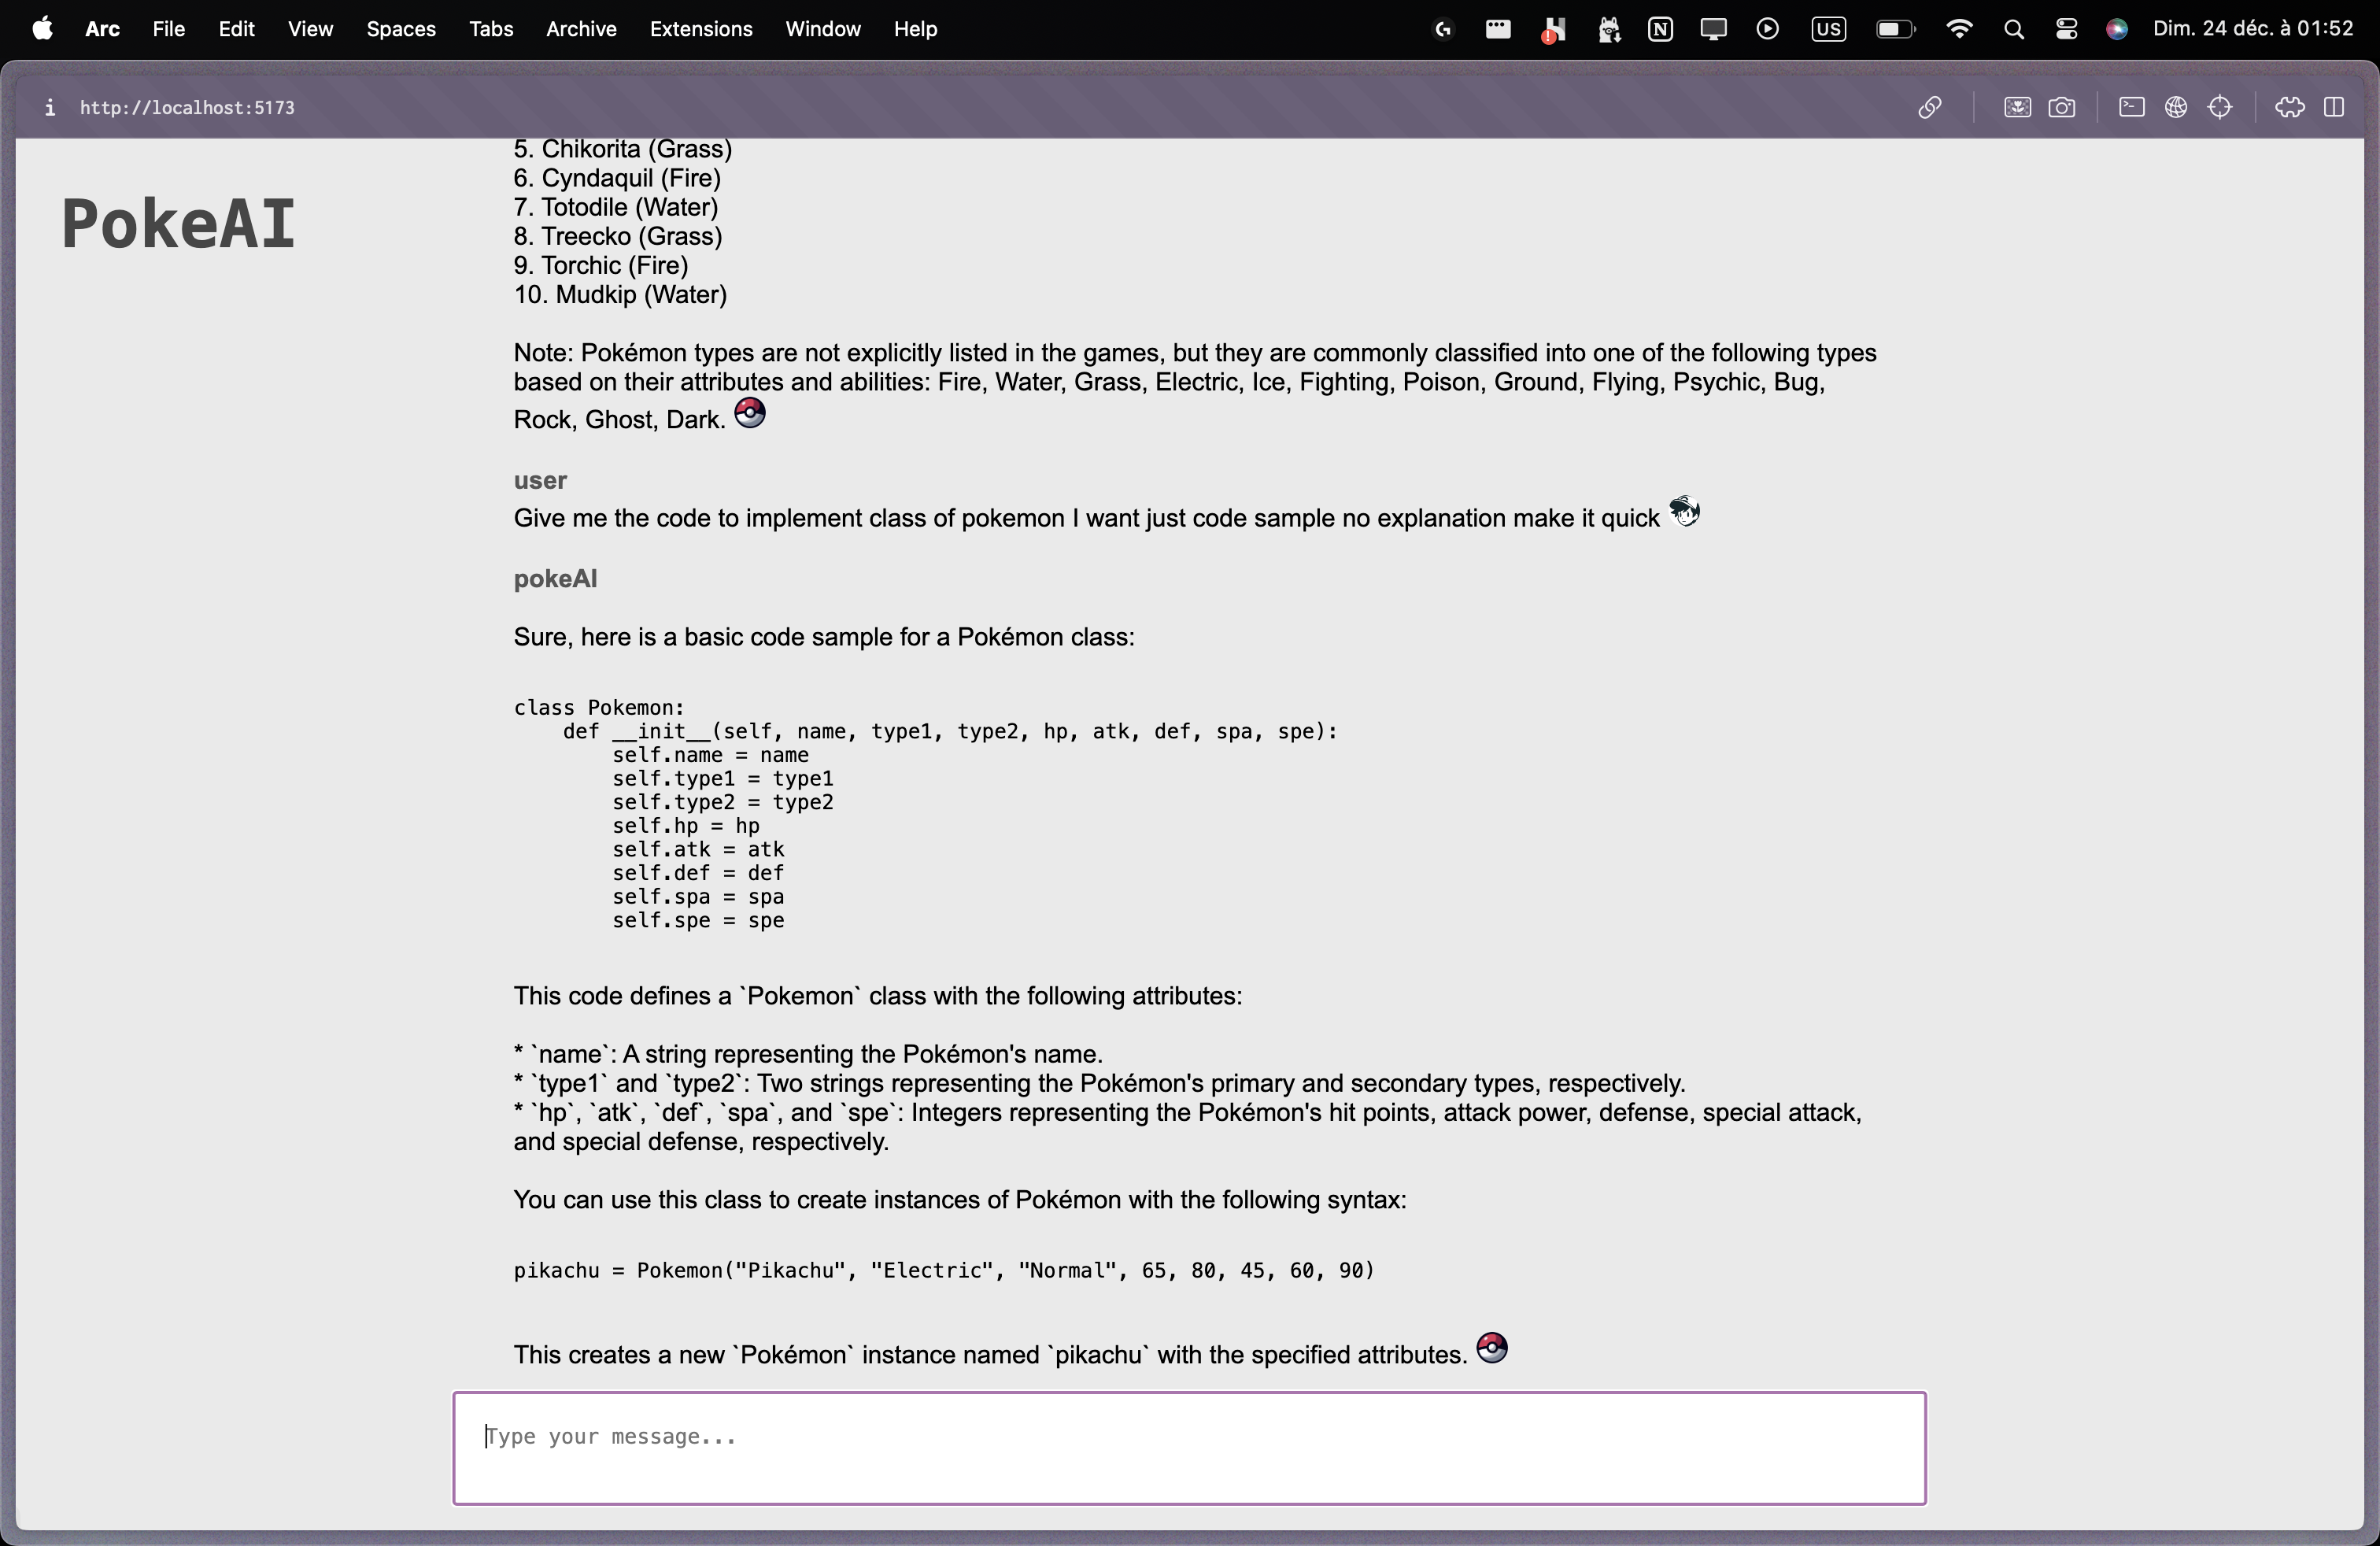 Arc File Edit View Spaces Tabs Archive Extensions Window Help US Dim. 24 déc. à 01:52
http://localhost:5173
PokeAI
5. Chikorita (Grass)
6. Cyndaquil (Fire)
7. Totodile (Water)
8. Treecko (Grass)
9. Torchic (Fire)
10. Mudkip (Water)
Note: Pokémon types are not explicitly listed in the games, but they are commonly classified into one of the following types
based on their attributes and abilities: Fire, Water, Grass, Electric, Ice, Fighting, Poison, Ground, Flying, Psychic, Bug,
Rock, Ghost, Dark.
user
Give me the code to implement class of pokemon I want just code sample no explanation make it quick
pokeAI
Sure, here is a basic code sample for a Pokémon class:
class Pokemon:
    def __init__(self, name, type1, type2, hp, atk, def, spa, spe):
        self.name = name
        self.type1 = type1
        self.type2 = type2
        self.hp = hp
        self.atk = atk
        self.def = def
        self.spa = spa
        self.spe = spe
This code defines a `Pokemon` class with the following attributes:
* `name`: A string representing the Pokémon's name.
* `type1` and `type2`: Two strings representing the Pokémon's primary and secondary types, respectively.
* `hp`, `atk`, `def`, `spa`, and `spe`: Integers representing the Pokémon's hit points, attack power, defense, special attack,
and special defense, respectively.
You can use this class to create instances of Pokémon with the following syntax:
pikachu = Pokemon("Pikachu", "Electric", "Normal", 65, 80, 45, 60, 90)
This creates a new `Pokémon` instance named `pikachu` with the specified attributes.
Type your message...